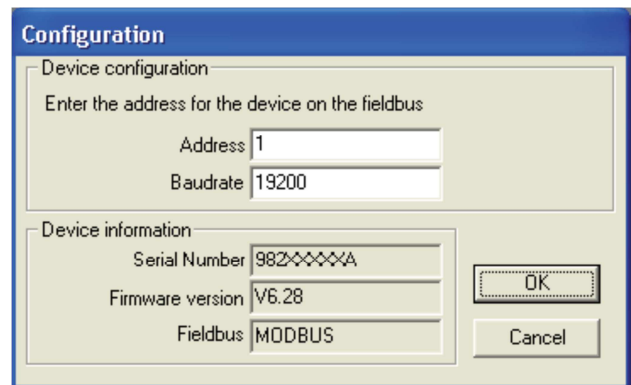 Configuration
Device configuration
Enter the address for the device on the fieldbus
Address 1
Baudrate 19200
Device information
Serial Number 982XXXXXA
Firmware version V6.28
Fieldbus MODBUS
OK
Cancel